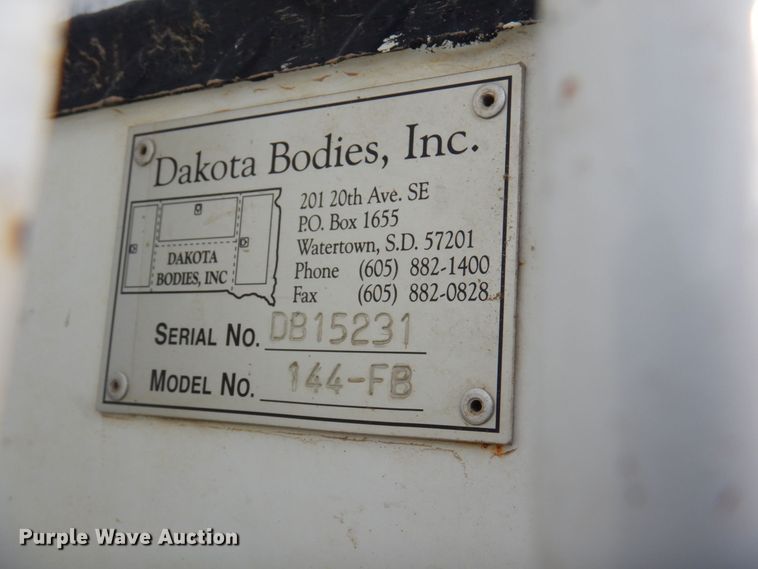 Dakota Bodies, Inc.
201 20th Ave. SE
P.O. Box 1655
Watertown, S.D. 57201
Phone (605) 882-1400
Fax (605) 882-0828
DAKOTA
BODIES, INC
SERIAL NO. DB15231
MODEL NO. 144-FB
Purple Wave Auction